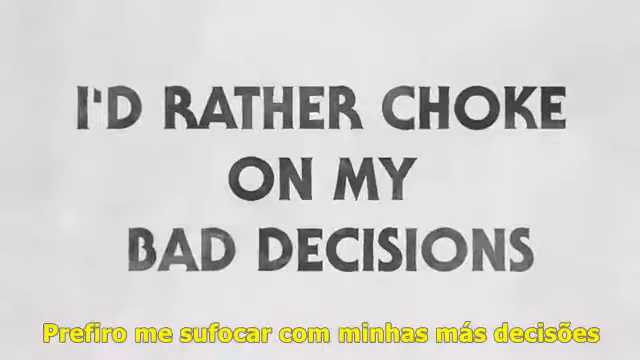 I'D RATHER CHOKE
ON MY
BAD DECISIONS
Prefiro me sufocar com minhas más decisões